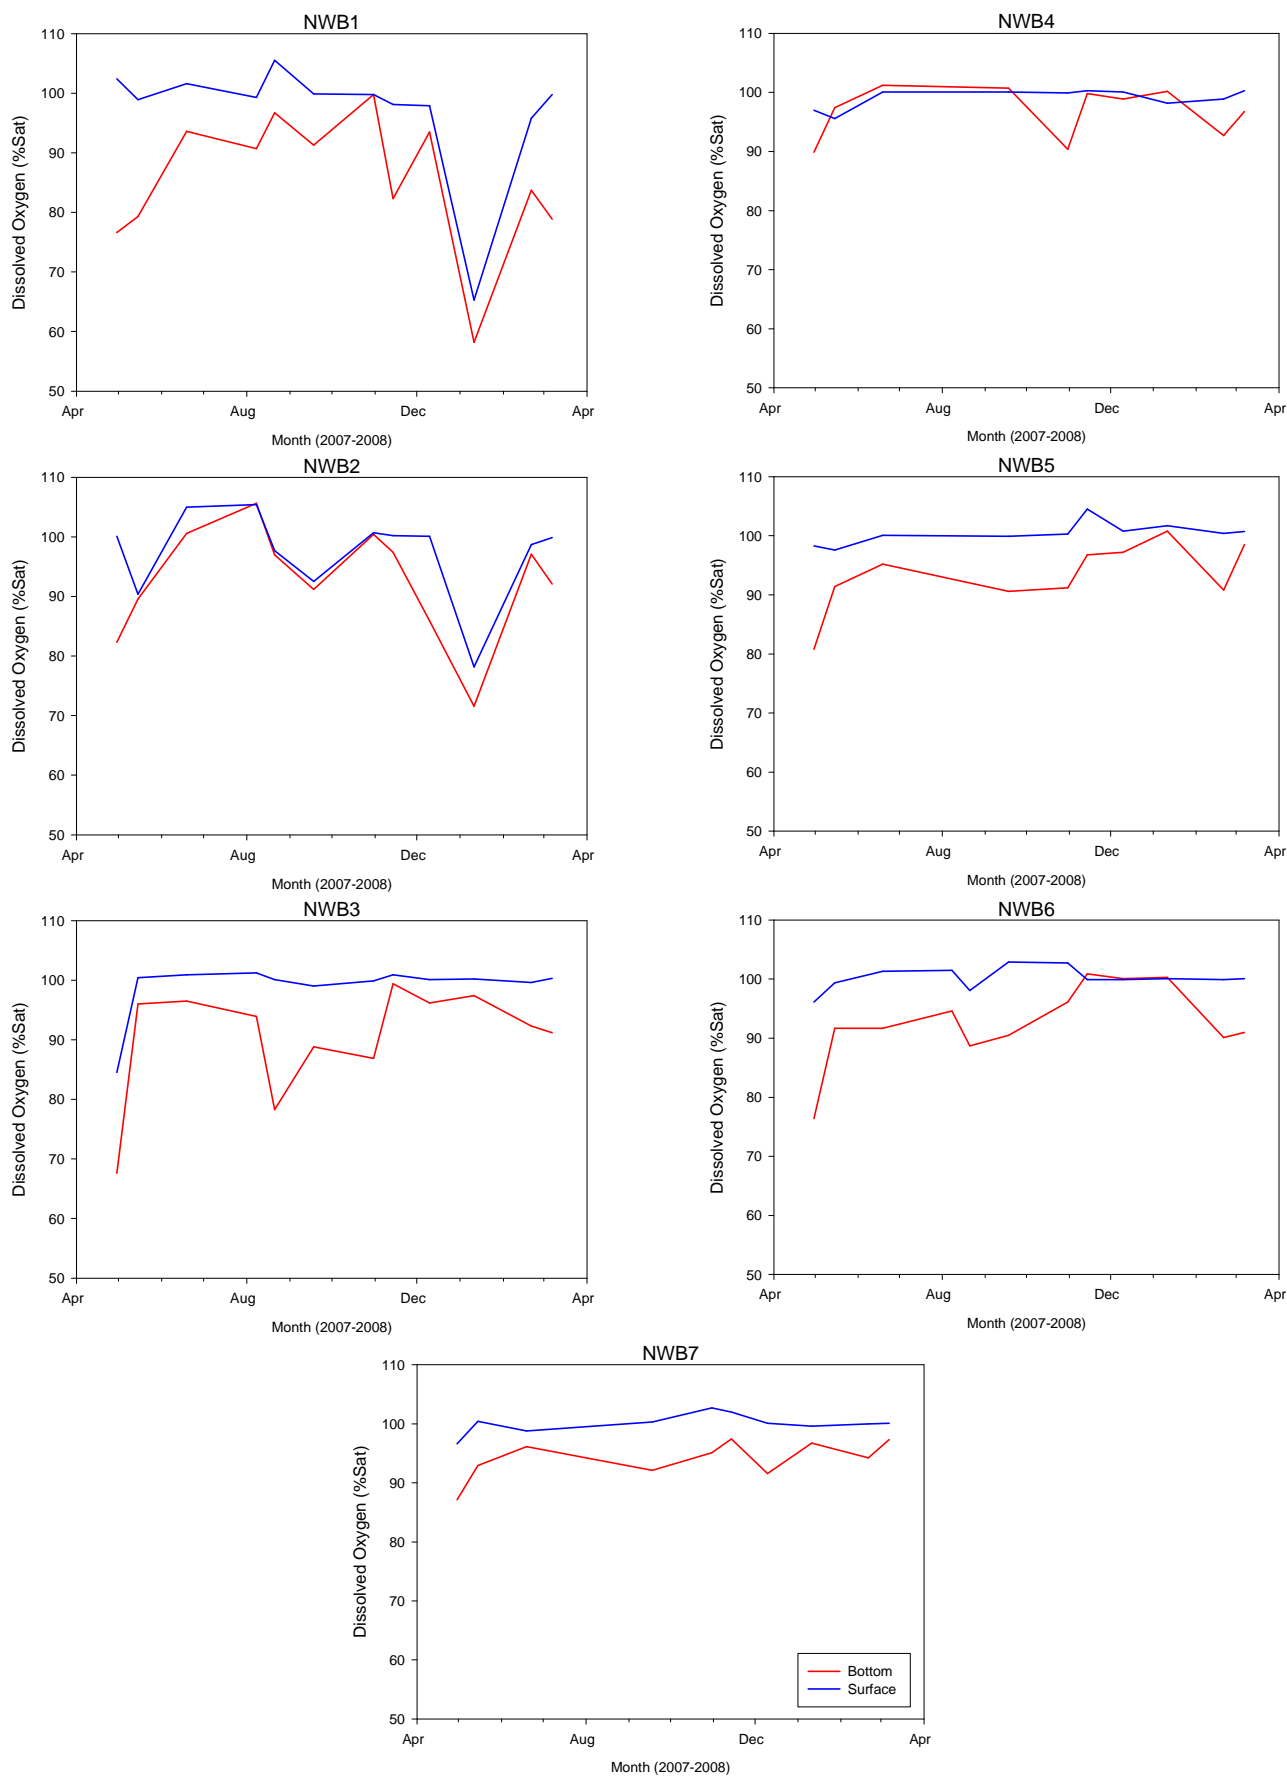 NWB1
110
100
90
80
70
60
50
Dissolved Oxygen (%Sat)
Apr Aug Dec Apr
Month (2007-2008)
NWB4
110
100
90
80
70
60
50
Dissolved Oxygen (%Sat)
Apr Aug Dec Apr
Month (2007-2008)
NWB2
110
100
90
80
70
60
50
Dissolved Oxygen (%Sat)
Apr Aug Dec Apr
Month (2007-2008)
NWB5
110
100
90
80
70
60
50
Dissolved Oxygen (%Sat)
Apr Aug Dec Apr
Month (2007-2008)
NWB3
110
100
90
80
70
60
50
Dissolved Oxygen (%Sat)
Apr Aug Dec Apr
Month (2007-2008)
NWB6
110
100
90
80
70
60
50
Dissolved Oxygen (%Sat)
Apr Aug Dec Apr
Month (2007-2008)
NWB7
110
100
90
80
70
60
50
Dissolved Oxygen (%Sat)
Bottom
Surface
Apr Aug Dec Apr
Month (2007-2008)